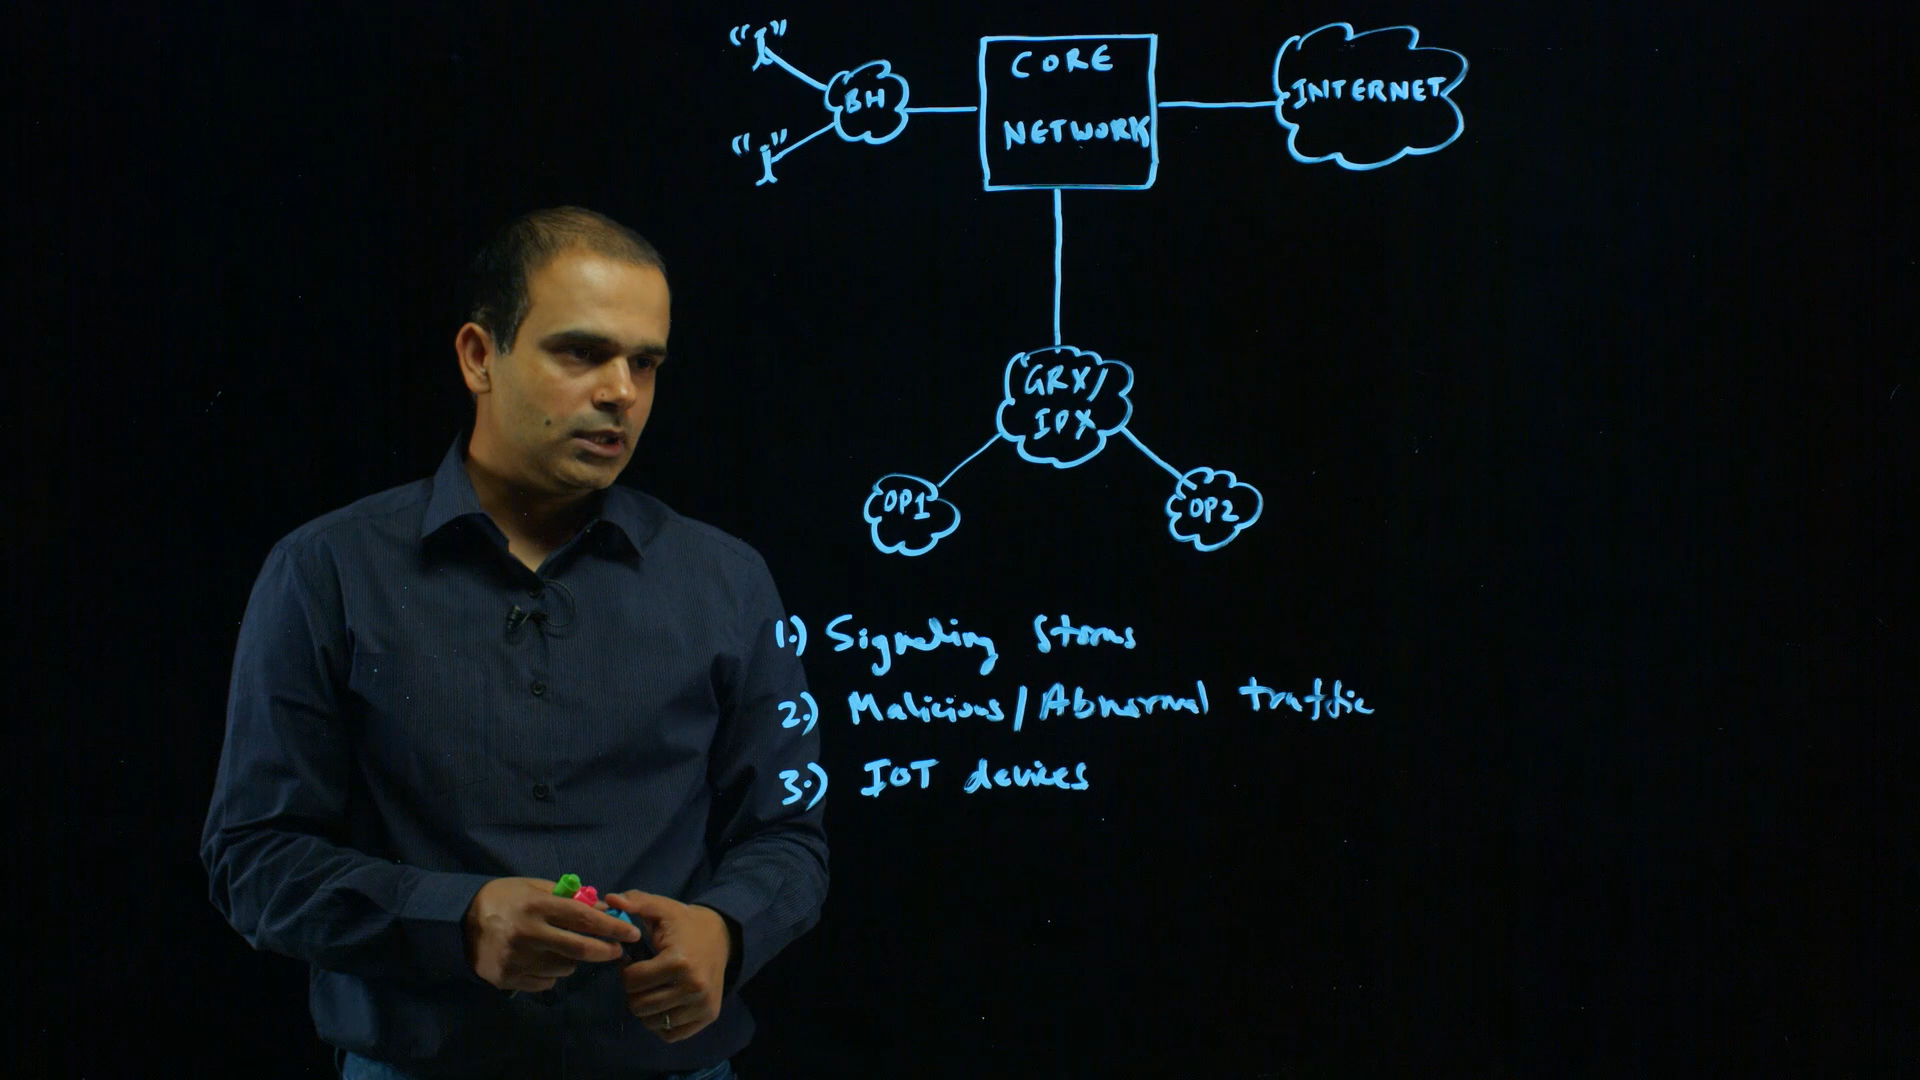 BH
CORE
NETWORK
INTERNET
GRX/
IPX
OP1
OP2
1.) Signaling Storms
2.) Malicious/Abnormal traffic
3.) IoT devices